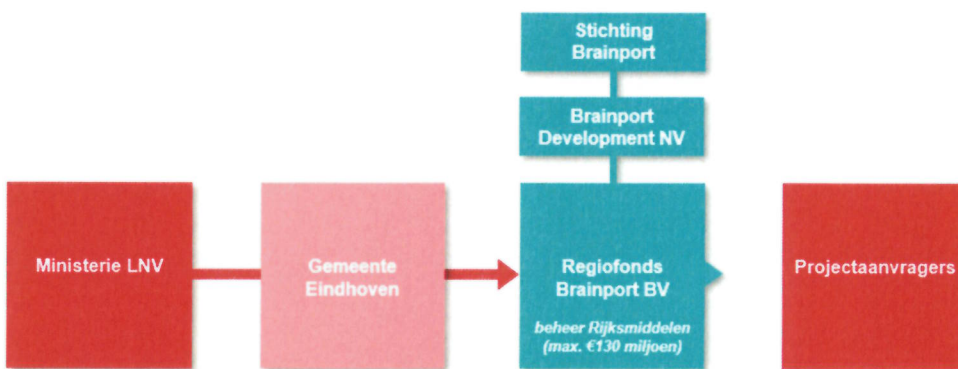 Stichting
Brainport
Brainport
Development NV
Ministerie LNV
Gemeente
Eindhoven
Regiofonds
Brainport BV
beheer Rijksmiddelen
(max. €130 miljoen)
Projectaanvragers